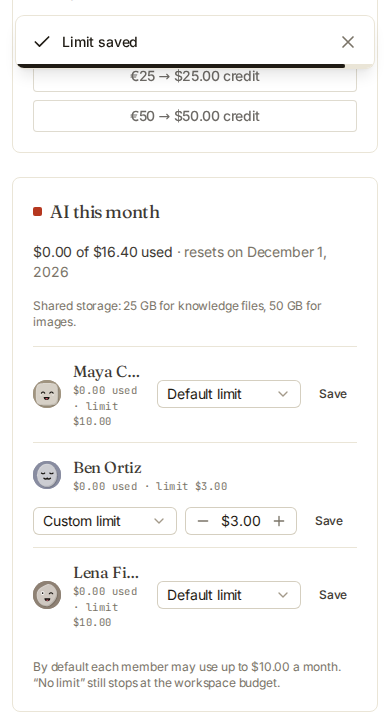 Limit saved
€25 → $25.00 credit
€50 → $50.00 credit
AI this month
$0.00 of $16.40 used · resets on December 1,
2026
Shared storage: 25 GB for knowledge files, 50 GB for
images.
Maya C...
$0.00 used
· limit
$10.00
Default limit
Save
Ben Ortiz
$0.00 used · limit $3.00
Custom limit
− $3.00 +
Save
Lena Fi...
$0.00 used
· limit
$10.00
Default limit
Save
By default each member may use up to $10.00 a month.
“No limit” still stops at the workspace budget.